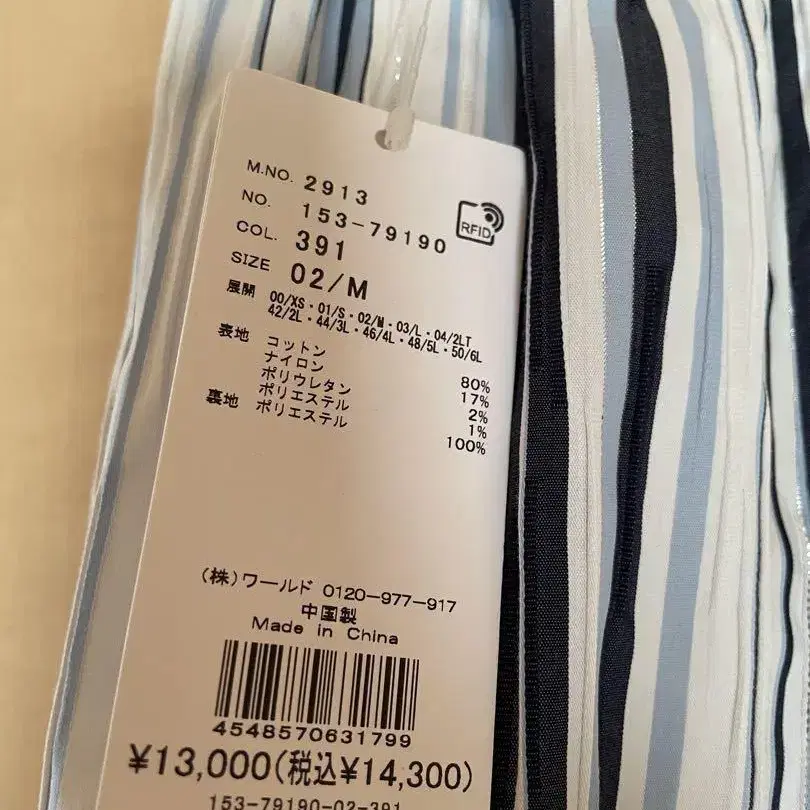 M.NO. 2913
NO. 153-79190
RFID
COL. 391
SIZE 02/M
展開 00/XS・01/S・02/M・03/L・04/2LT
42/2L・44/3L・46/4L・48/5L・50/6L
表地 コットン 80%
ナイロン 17%
ポリウレタン 2%
ポリエステル 1%
裏地 ポリエステル 100%
(株)ワールド 0120-977-917
中国製
Made in China
4548570631799
¥13,000(税込¥14,300)
153-79190-02-391